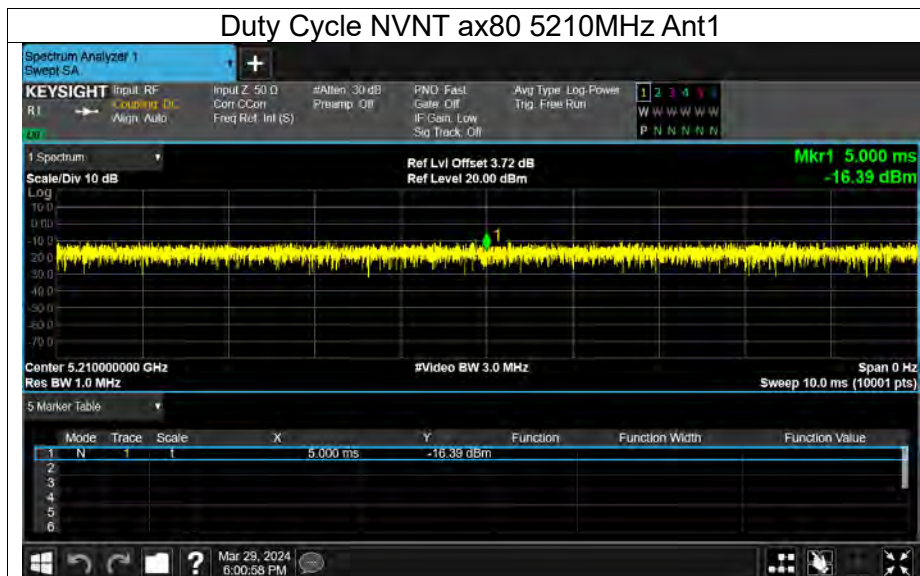 Duty Cycle NVNT ax80 5210MHz Ant1
Spectrum Analyzer 1
Swept SA
+
KEYSIGHT Input: RF Input Z: 50 Ω #Atten: 30 dB PNO: Fast Avg Type: Log-Power 1 2 3 4 5 6
Coupling: DC Corr CCorr Preamp: Off Gate: Off Trig: Free Run W W W W W W
Align: Auto Freq Ref: Int (S) IF Gain: Low
Sig Track: Off P N N N N N
1 Spectrum Ref Lvl Offset 3.72 dB Mkr1 5.000 ms
Scale/Div 10 dB Ref Level 20.00 dBm -16.39 dBm
Log
10.0
0.00
-10.0
-20.0
-30.0
-40.0
-50.0
-60.0
-70.0
1
Center 5.210000000 GHz #Video BW 3.0 MHz Span 0 Hz
Res BW 1.0 MHz Sweep 10.0 ms (10001 pts)
5 Marker Table
Mode Trace Scale X Y Function Function Width Function Value
1 N 1 t 5.000 ms -16.39 dBm
2
3
4
5
6
? Mar 29, 2024
6:00:58 PM